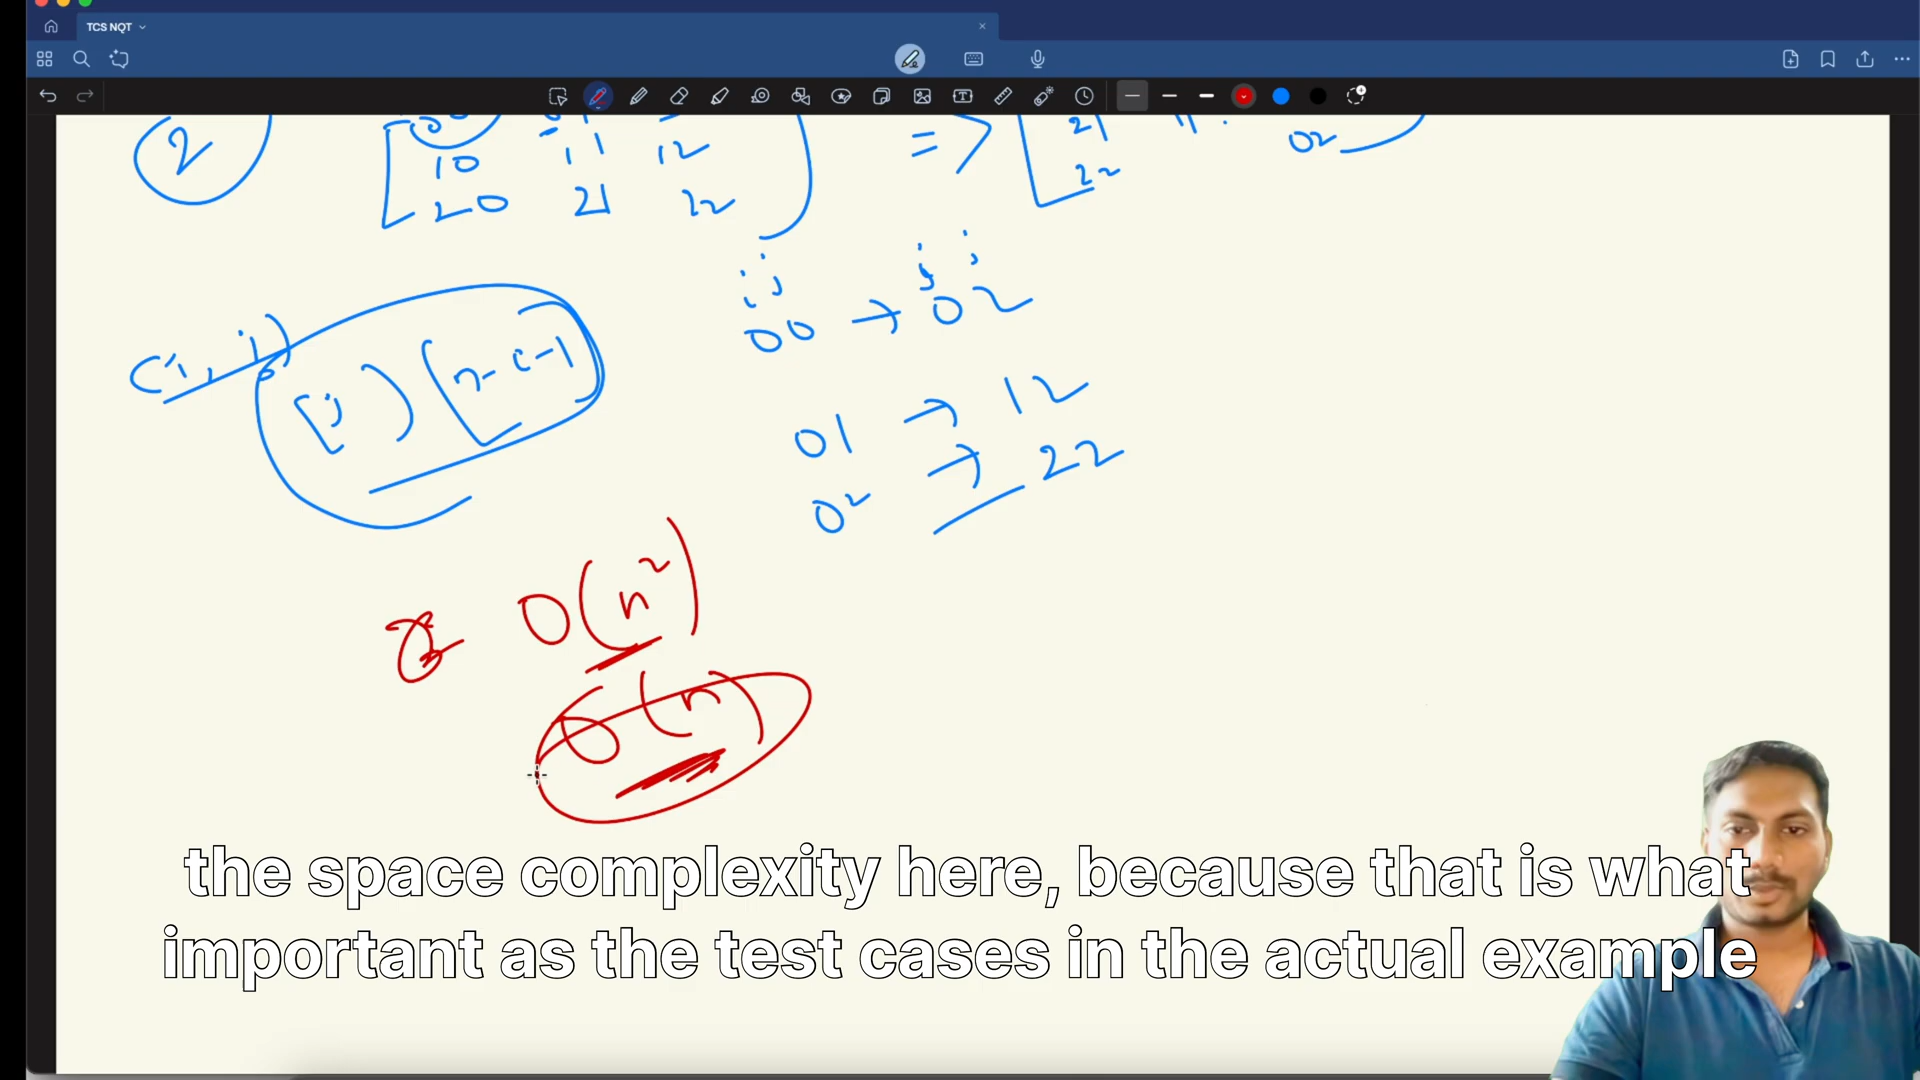 TCS NQT
2
10 11 12
20 21 22
=>
21
22
02
i j j i
00 → 02
(i, j)
[j] [n-i-1]
01 → 12
02 → 22
O(n²)
O(n)
the space complexity here, because that is what
important as the test cases in the actual example